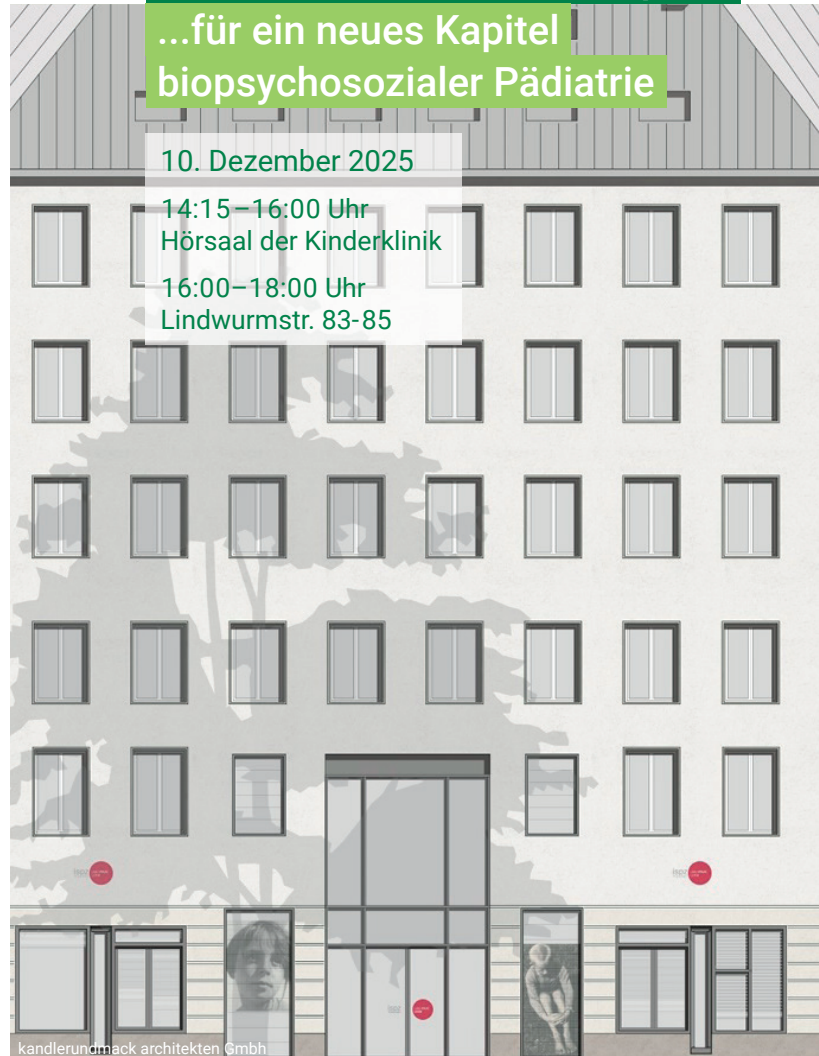 ...für ein neues Kapitel
biopsychosozialer Pädiatrie
10. Dezember 2025
14:15–16:00 Uhr
Hörsaal der Kinderklinik
16:00–18:00 Uhr
Lindwurmstr. 83-85
kandlerundmack architekten Gmbh